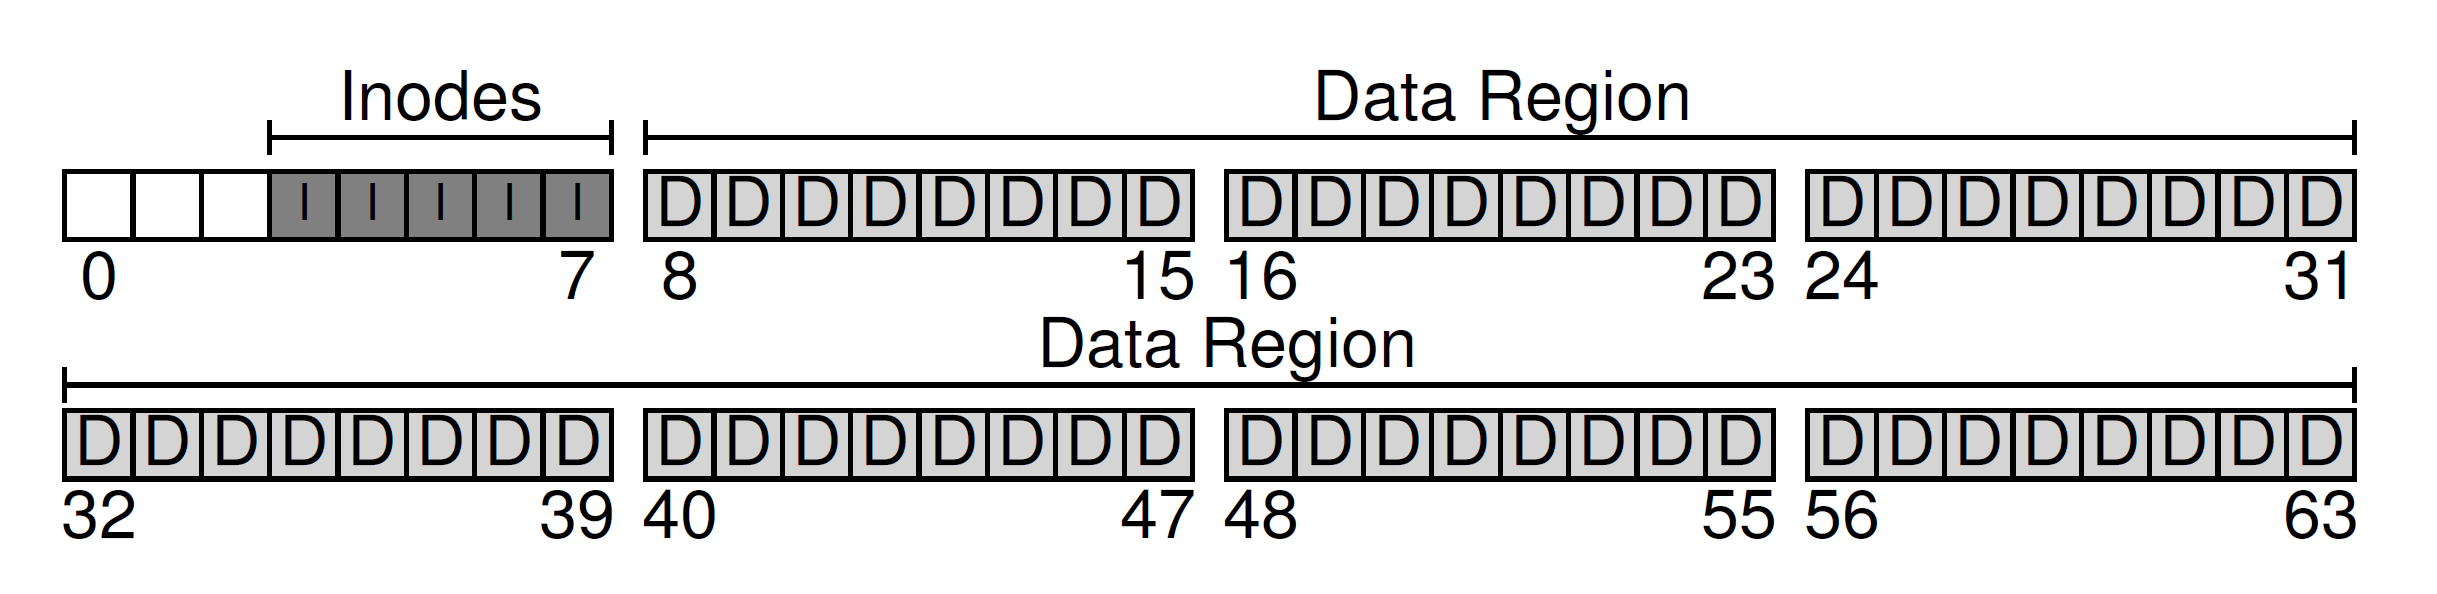 Inodes Data Region
I I I I I D D D D D D D D D D D D D D D D D D D D D D D D
0 7 8 15 16 23 24 31
Data Region
D D D D D D D D D D D D D D D D D D D D D D D D D D D D D D D D
32 39 40 47 48 55 56 63